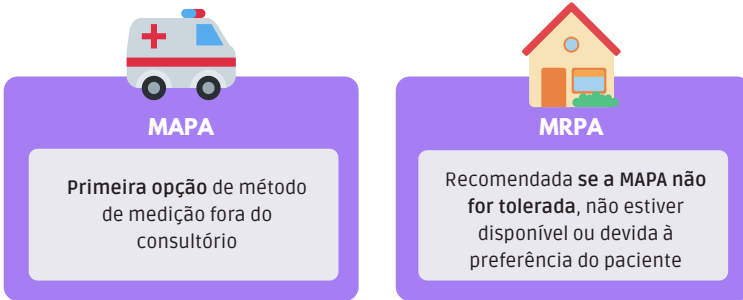 MAPA
Primeira opção de método
de medição fora do
consultório
MRPA
Recomendada se a MAPA não
for tolerada, não estiver
disponível ou devida à
preferência do paciente